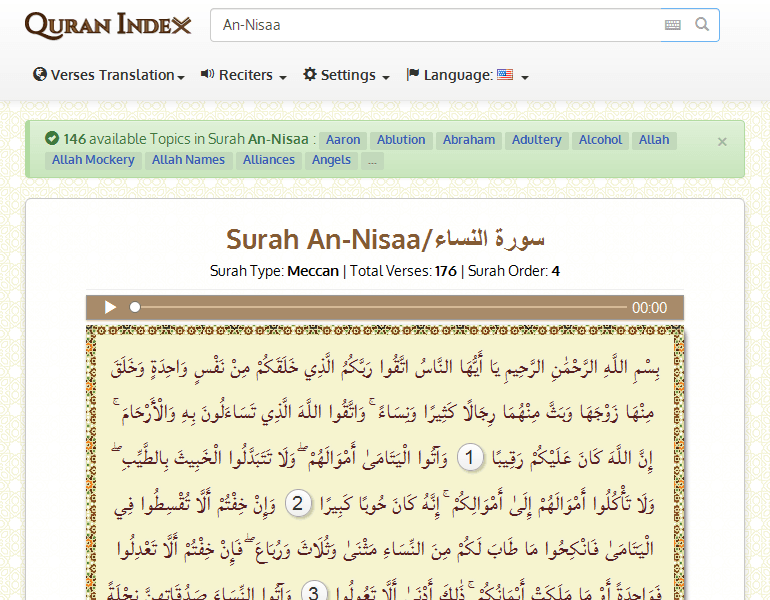 QURAN INDEX
An-Nisaa
Verses Translation Reciters Settings Language:
146 available Topics in Surah An-Nisaa : Aaron Ablution Abraham Adultery Alcohol Allah ×
Allah Mockery Allah Names Alliances Angels ...
Surah An-Nisaa/سورة النساء
Surah Type: Meccan | Total Verses: 176 | Surah Order: 4
00:00
بِسْمِ اللَّهِ الرَّحْمَٰنِ الرَّحِيمِ يَا أَيُّهَا النَّاسُ اتَّقُوا رَبَّكُمُ الَّذِي خَلَقَكُمْ مِنْ نَفْسٍ وَاحِدَةٍ وَخَلَقَ
مِنْهَا زَوْجَهَا وَبَثَّ مِنْهُمَا رِجَالًا كَثِيرًا وَنِسَاءً ۚ وَاتَّقُوا اللَّهَ الَّذِي تَسَاءَلُونَ بِهِ وَالْأَرْحَامَ ۚ
إِنَّ اللَّهَ كَانَ عَلَيْكُمْ رَقِيبًا 1 وَآتُوا الْيَتَامَىٰ أَمْوَالَهُمْ ۖ وَلَا تَتَبَدَّلُوا الْخَبِيثَ بِالطَّيِّبِ ۖ
وَلَا تَأْكُلُوا أَمْوَالَهُمْ إِلَىٰ أَمْوَالِكُمْ ۚ إِنَّهُ كَانَ حُوبًا كَبِيرًا 2 وَإِنْ خِفْتُمْ أَلَّا تُقْسِطُوا فِي
الْيَتَامَىٰ فَانْكِحُوا مَا طَابَ لَكُمْ مِنَ النِّسَاءِ مَثْنَىٰ وَثُلَاثَ وَرُبَاعَ ۖ فَإِنْ خِفْتُمْ أَلَّا تَعْدِلُوا
فَوَاحِدَةً أَوْ مَا مَلَكَتْ أَيْمَانُكُمْ ۚ ذَٰلِكَ أَدْنَىٰ أَلَّا تَعُولُوا 3 وَآتُوا النِّسَاءَ صَدُقَاتِهِنَّ نِحْلَةً